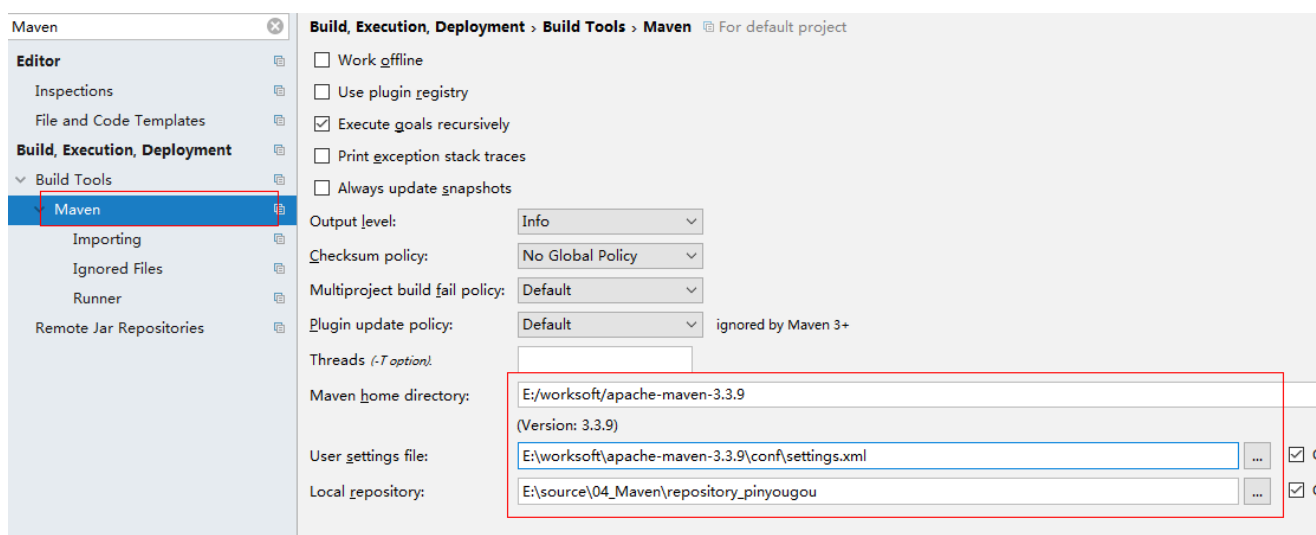 Maven
Editor
Inspections
File and Code Templates
Build, Execution, Deployment
Build Tools
Maven
Importing
Ignored Files
Runner
Remote Jar Repositories
Build, Execution, Deployment › Build Tools › Maven For default project
Work offline
Use plugin registry
Execute goals recursively
Print exception stack traces
Always update snapshots
Output level: Info
Checksum policy: No Global Policy
Multiproject build fail policy: Default
Plugin update policy: Default ignored by Maven 3+
Threads (-T option).
Maven home directory: E:/worksoft/apache-maven-3.3.9
(Version: 3.3.9)
User settings file: E:\worksoft\apache-maven-3.3.9\conf\settings.xml ...
Local repository: E:\source\04_Maven\repository_pinyougou ...